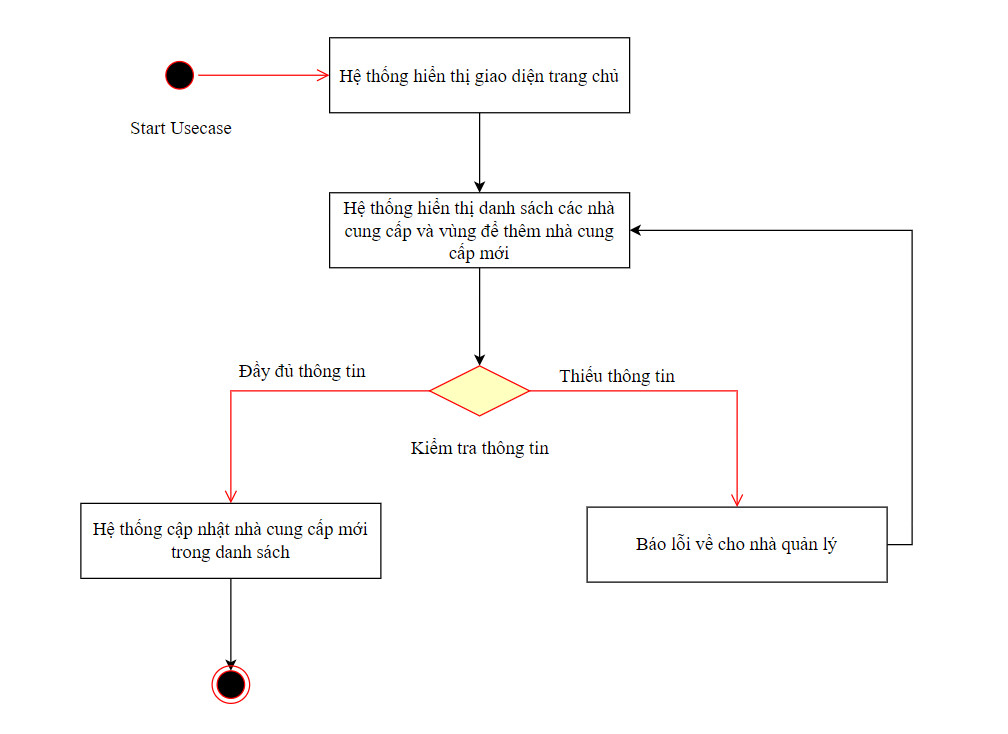 Hệ thống hiển thị giao diện trang chủ
Start Usecase
Hệ thống hiển thị danh sách các nhà
cung cấp và vùng để thêm nhà cung
cấp mới
Đầy đủ thông tin
Thiếu thông tin
Kiểm tra thông tin
Hệ thống cập nhật nhà cung cấp mới
trong danh sách
Báo lỗi về cho nhà quản lý